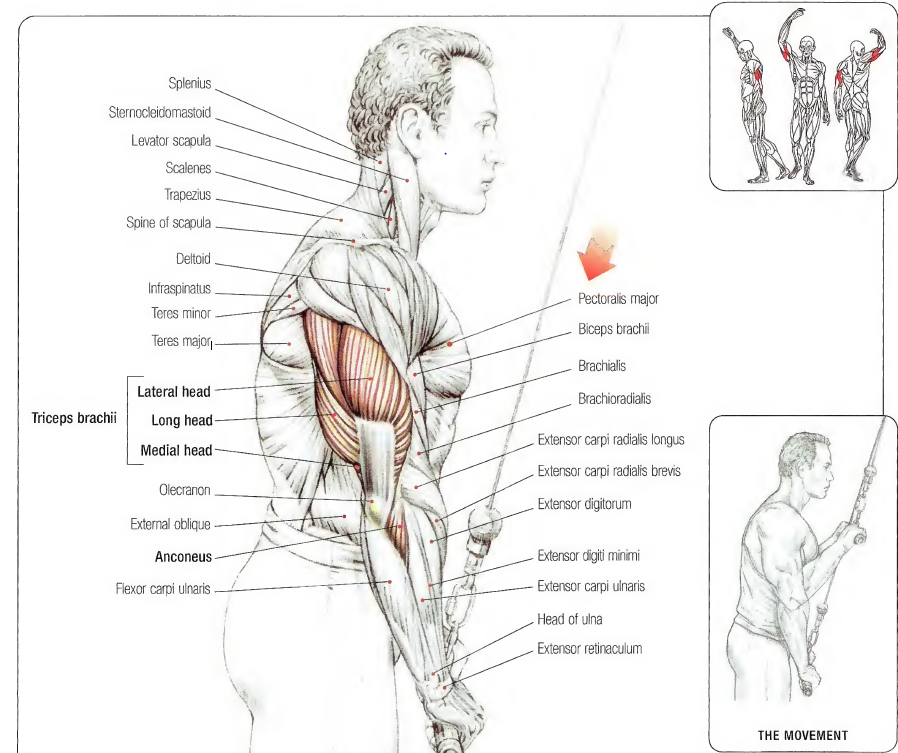 Splenius
Sternocleidomastoid
Levator scapula
Scalenes
Trapezius
Spine of scapula
Deltoid
Infraspinatus
Teres minor
Teres major
Triceps brachii
Lateral head
Long head
Medial head
Olecranon
External oblique
Anconeus
Flexor carpi ulnaris
Pectoralis major
Biceps brachii
Brachialis
Brachioradialis
Extensor carpi radialis longus
Extensor carpi radialis brevis
Extensor digitorum
Extensor digiti minimi
Extensor carpi ulnaris
Head of ulna
Extensor retinaculum
THE MOVEMENT